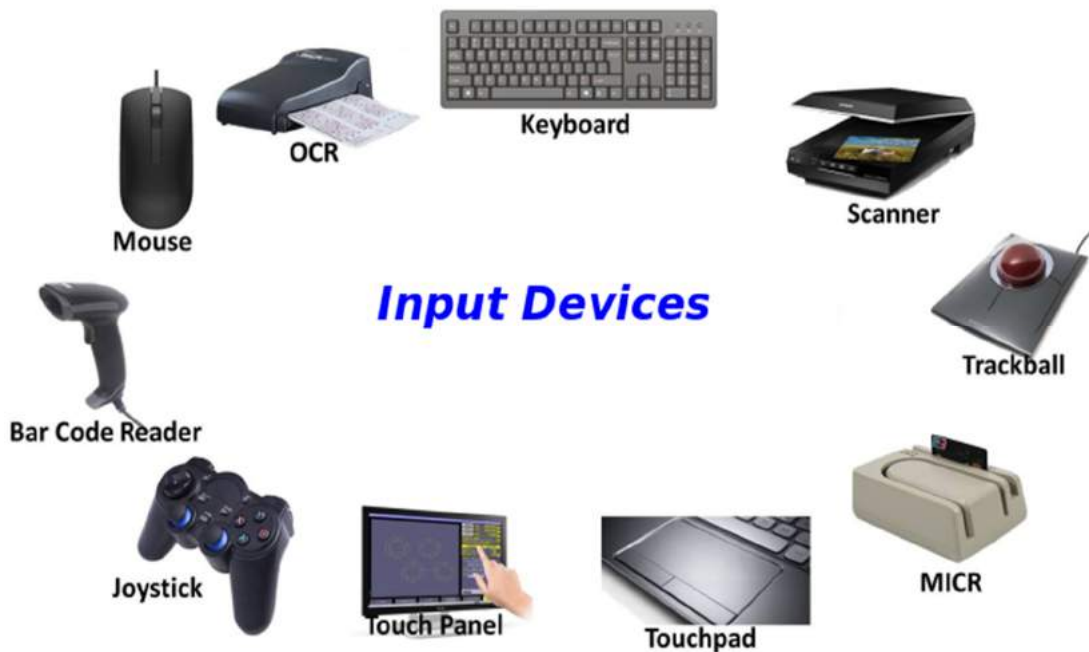 Keyboard
OCR
Scanner
Mouse
Input Devices
Trackball
Bar Code Reader
MICR
Joystick
Touch Panel
Touchpad